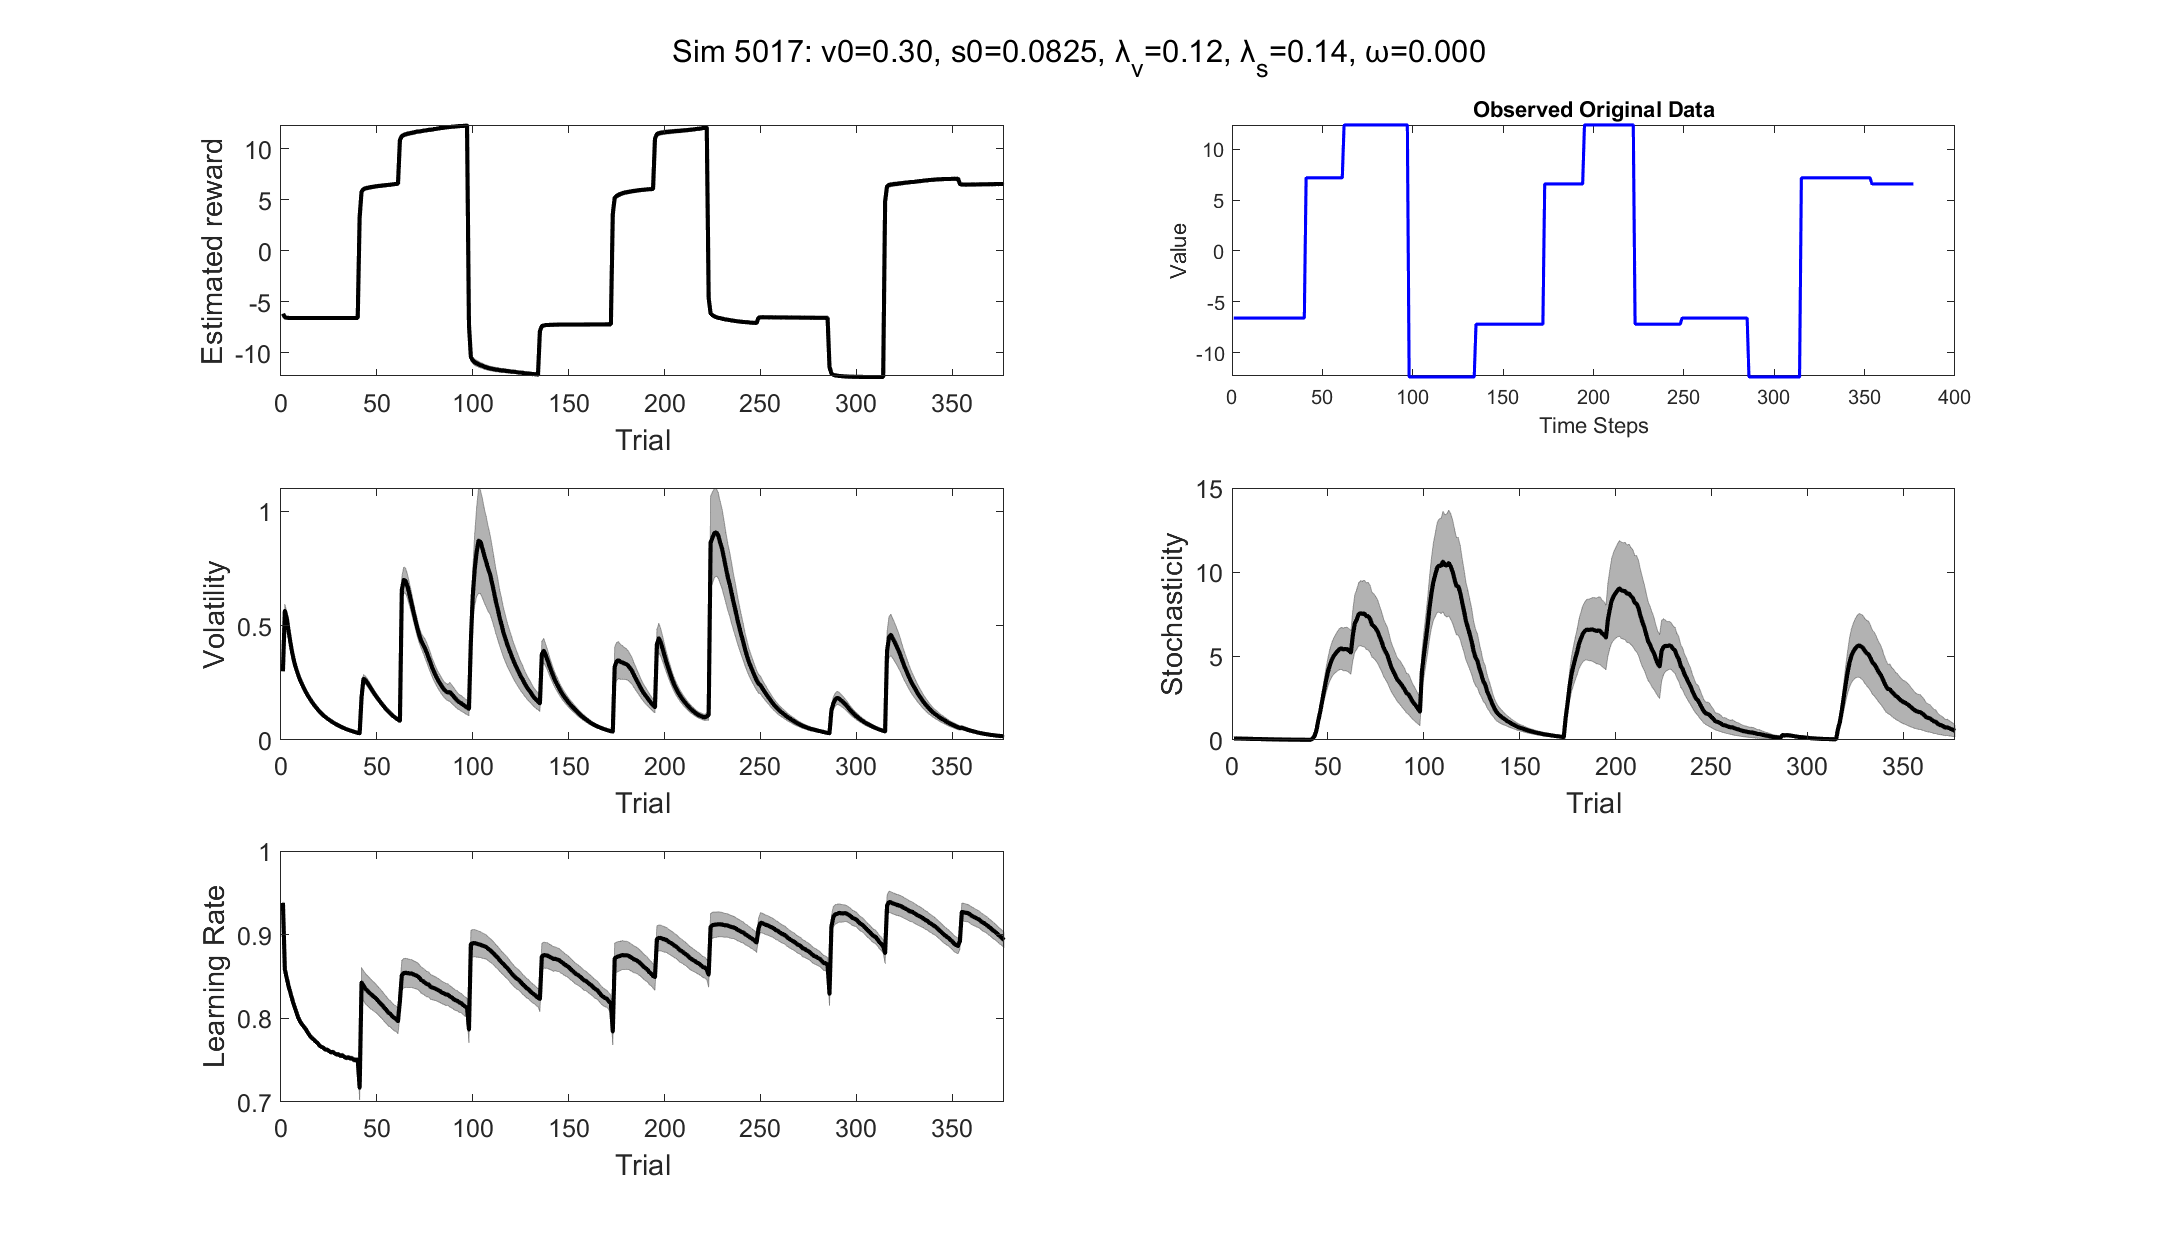 Sim 5017: v0=0.30, s0=0.0825, λv=0.12, λs=0.14, ω=0.000
Estimated reward
10
5
0
-5
-10
0 50 100 150 200 250 300 350
Trial
Observed Original Data
Value
10
5
0
-5
-10
0 50 100 150 200 250 300 350 400
Time Steps
Volatility
1
0.5
0
0 50 100 150 200 250 300 350
Trial
Stochasticity
15
10
5
0
0 50 100 150 200 250 300 350
Trial
Learning Rate
1
0.9
0.8
0.7
0 50 100 150 200 250 300 350
Trial